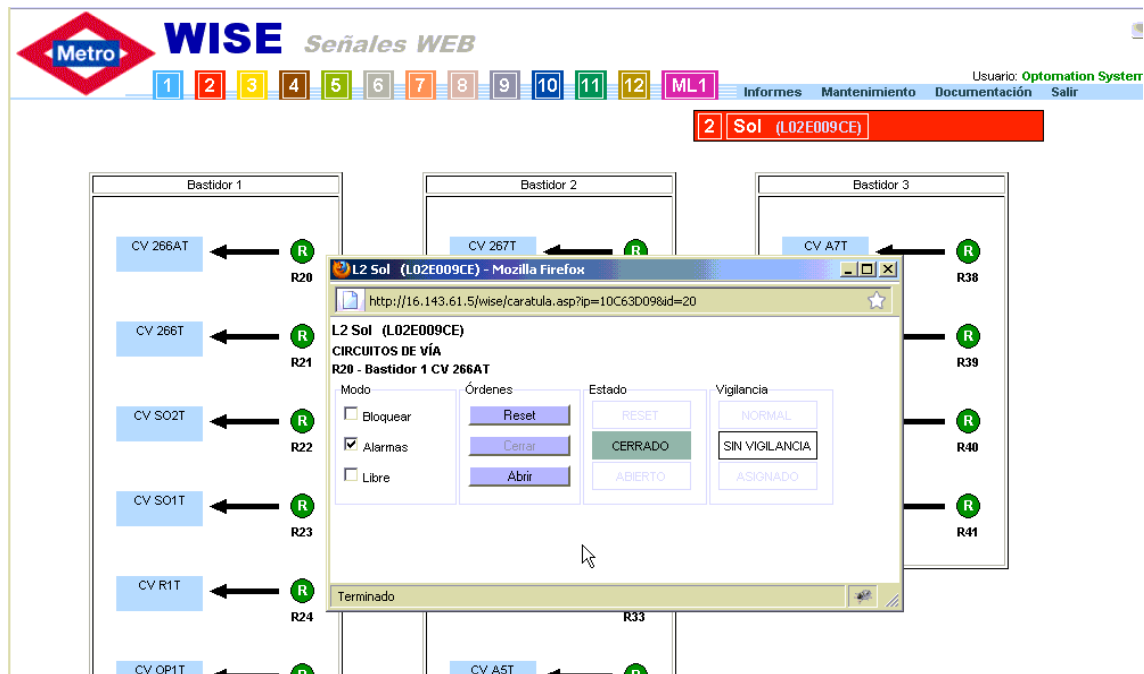 Metro
WISE Señales WEB
1 2 3 4 5 6 7 8 9 10 11 12 ML1
Usuario: Optomation System
Informes Mantenimiento Documentación Salir
2 Sol (L02E009CE)
Bastidor 1
CV 266AT R
R20
CV 266T R
R21
CV SO2T R
R22
CV SO1T R
R23
CV R1T R
R24
CV OP1T R
Bastidor 2
CV 267T R
R33
CV A5T R
Bastidor 3
CV A7T R
R38
R
R39
R
R40
R
R41
L2 Sol (L02E009CE) - Mozilla Firefox
http://16.143.61.5/wise/caratula.asp?ip=10C63D09&id=20
L2 Sol (L02E009CE)
CIRCUITOS DE VÍA
R20 - Bastidor 1 CV 266AT
Modo
Bloquear
Alarmas
Libre
Órdenes
Reset
Cerrar
Abrir
Estado
RESET
CERRADO
ABIERTO
Vigilancia
NORMAL
SIN VIGILANCIA
ASIGNADO
Terminado